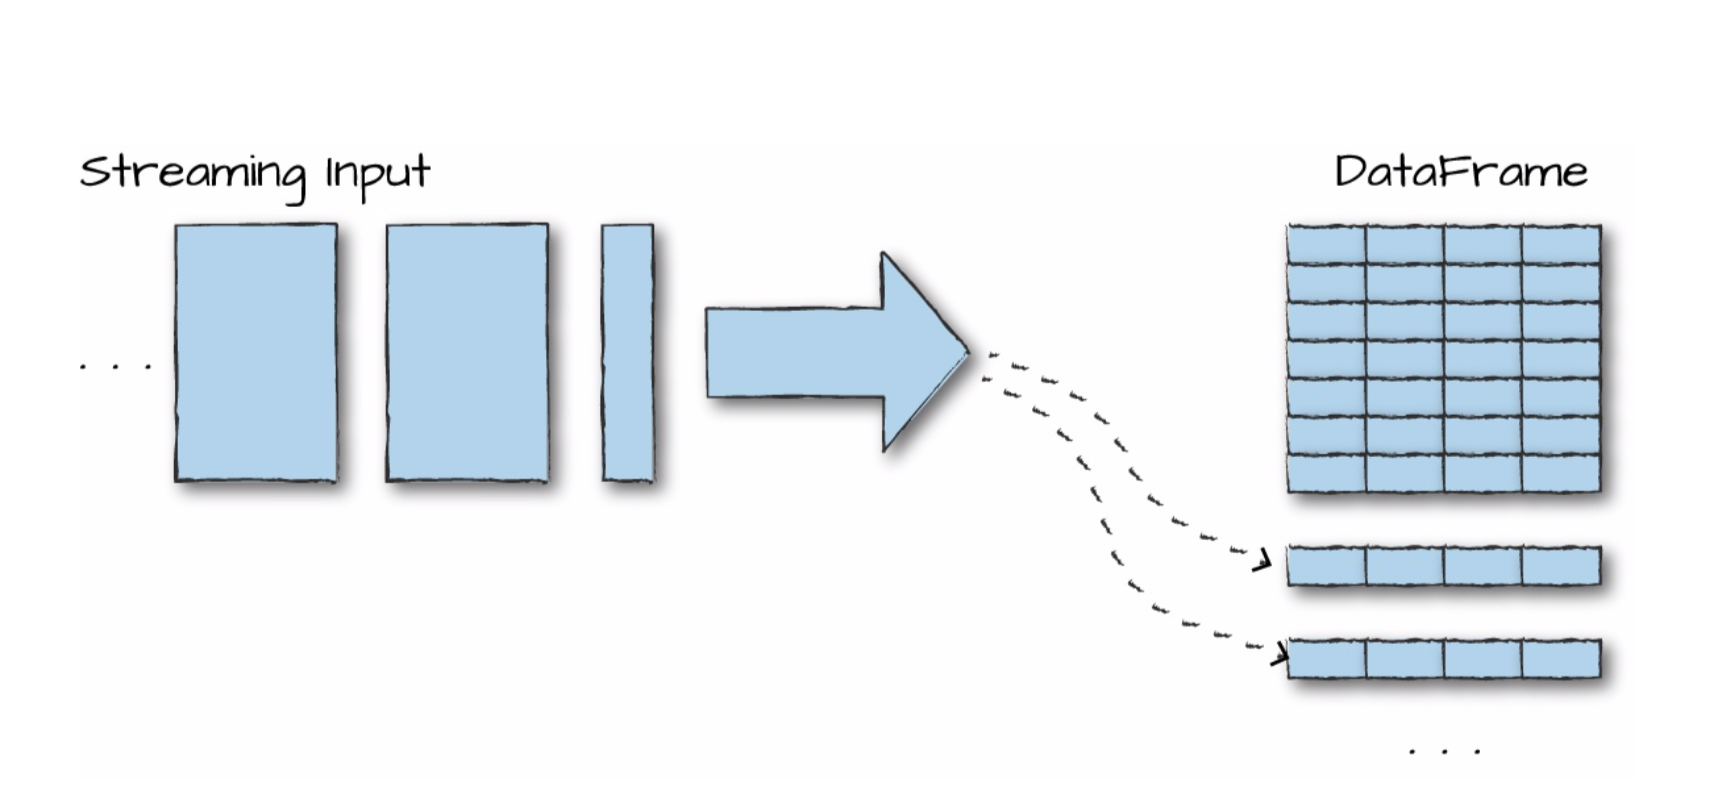 Streaming Input
DataFrame
. . .
. . .